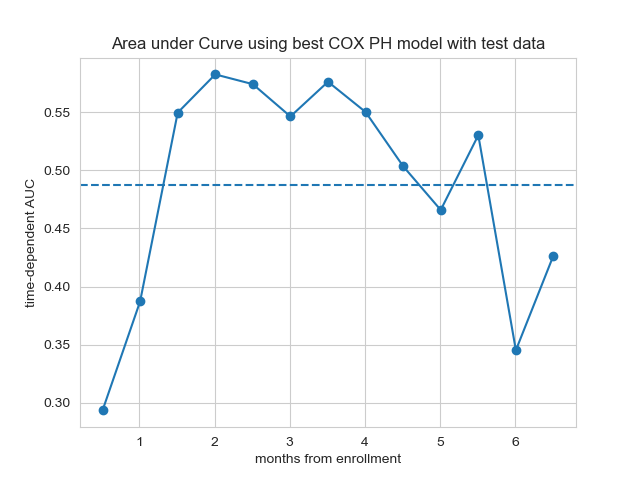 Area under Curve using best COX PH model with test data
time-dependent AUC
0.55
0.50
0.45
0.40
0.35
0.30
1 2 3 4 5 6
months from enrollment